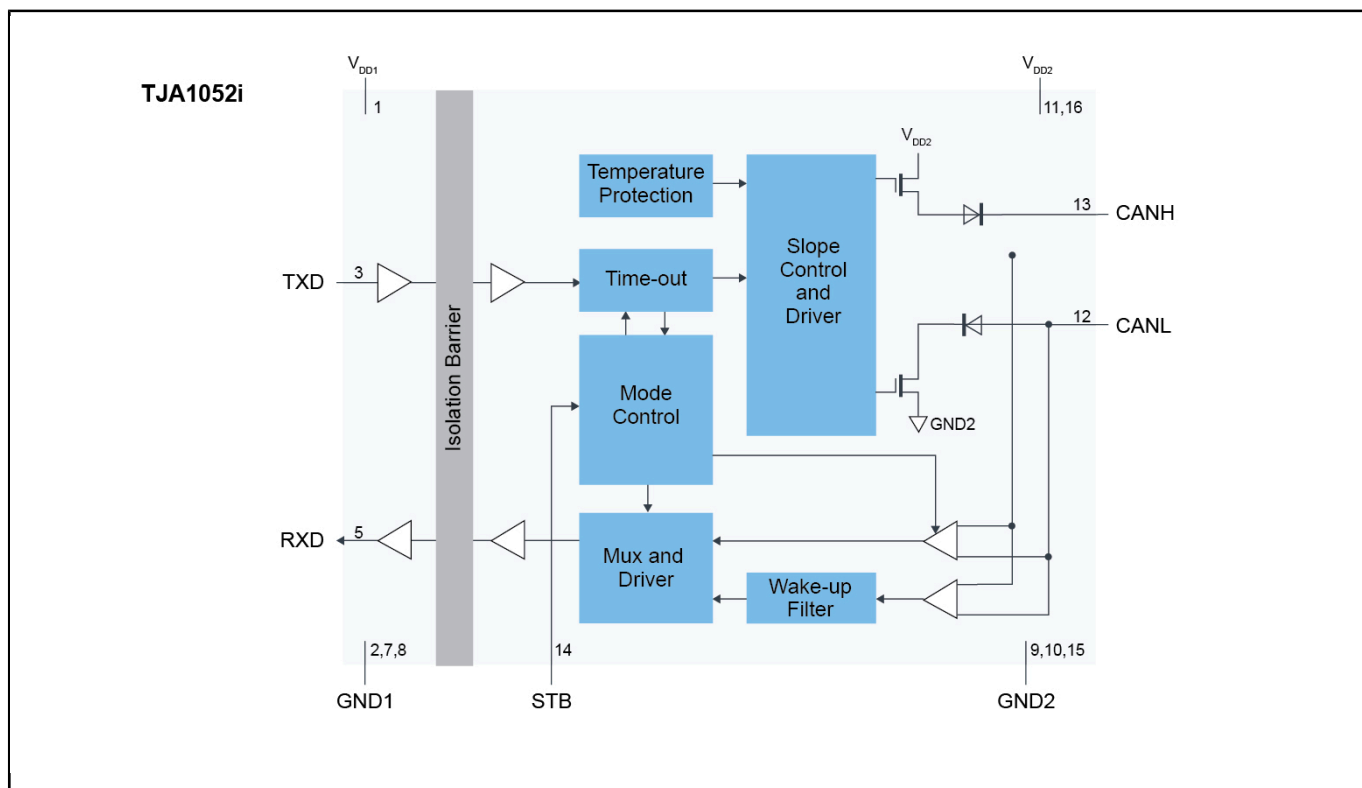 TJA1052i
VDD1
1
VDD2
11,16
Temperature
Protection
Slope
Control
and
Driver
VDD2
13
CANH
TXD
3
Time-out
12
CANL
Isolation Barrier
Mode
Control
GND2
RXD
5
Mux and
Driver
Wake-up
Filter
2,7,8
GND1
14
STB
9,10,15
GND2